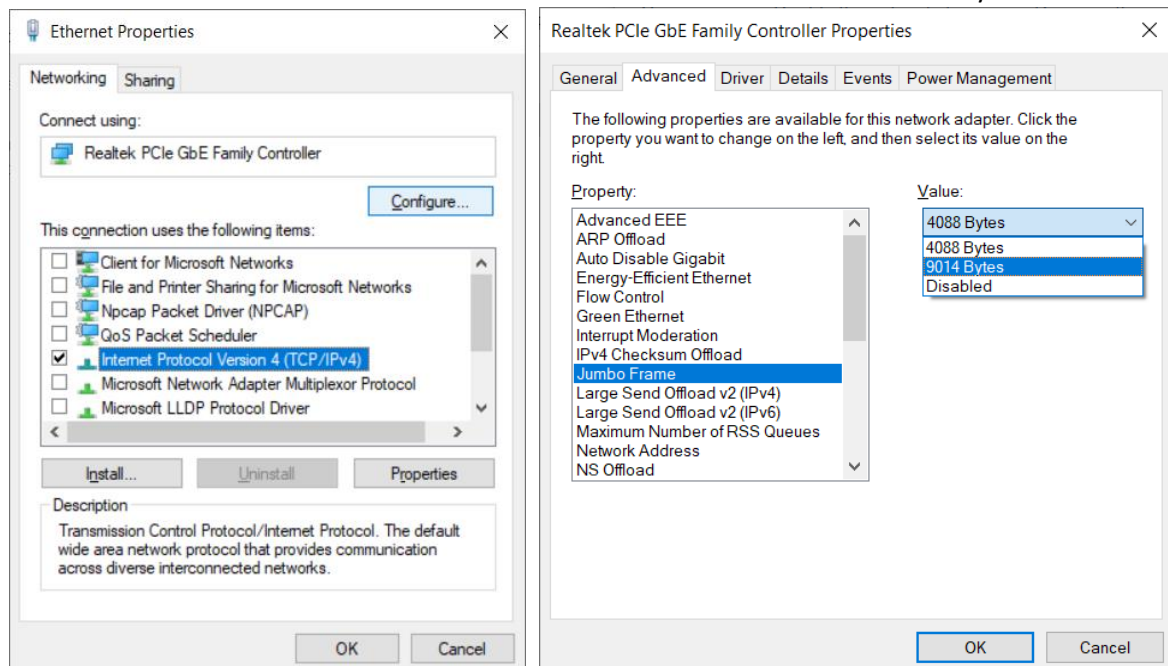 Ethernet Properties
Networking
Sharing
Connect using:
Realtek PCIe GbE Family Controller
Configure...
This connection uses the following items:
Client for Microsoft Networks
File and Printer Sharing for Microsoft Networks
Npcap Packet Driver (NPCAP)
QoS Packet Scheduler
Internet Protocol Version 4 (TCP/IPv4)
Microsoft Network Adapter Multiplexor Protocol
Microsoft LLDP Protocol Driver
Install...
Uninstall
Properties
Description
Transmission Control Protocol/Internet Protocol. The default
wide area network protocol that provides communication
across diverse interconnected networks.
OK
Cancel
Realtek PCIe GbE Family Controller Properties
General
Advanced
Driver
Details
Events
Power Management
The following properties are available for this network adapter. Click the
property you want to change on the left, and then select its value on the
right.
Property:
Advanced EEE
ARP Offload
Auto Disable Gigabit
Energy-Efficient Ethernet
Flow Control
Green Ethernet
Interrupt Moderation
IPv4 Checksum Offload
Jumbo Frame
Large Send Offload v2 (IPv4)
Large Send Offload v2 (IPv6)
Maximum Number of RSS Queues
Network Address
NS Offload
Value:
4088 Bytes
4088 Bytes
9014 Bytes
Disabled
OK
Cancel